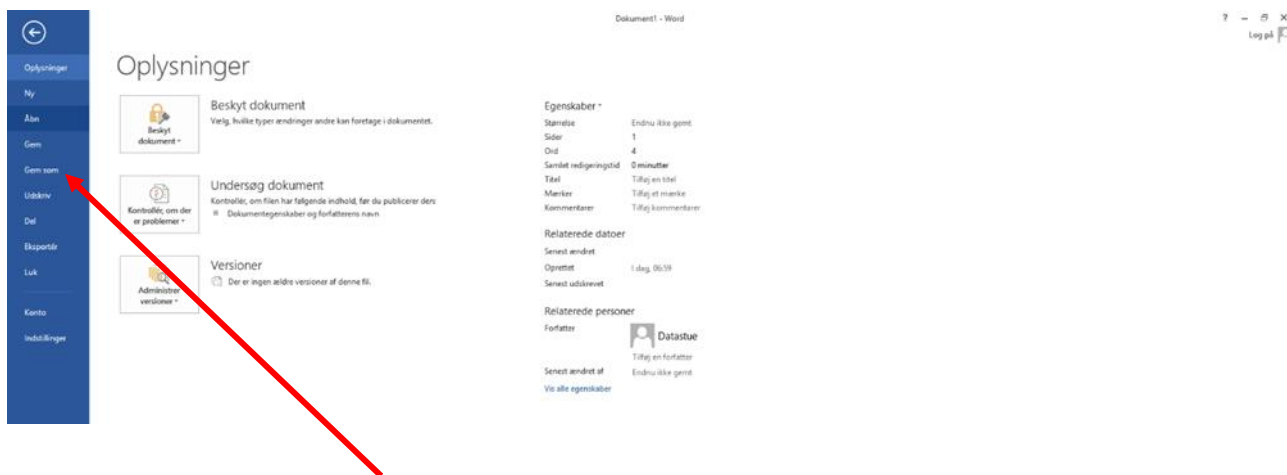 Dokument1 - Word
? 
Log på
Oplysninger
Ny
Åbn
Gem
Gem som
Udskriv
Del
Eksportér
Luk
Konto
Indstillinger
Oplysninger
Beskyt dokument
Beskyt dokument
Vælg, hvilke typer ændringer andre kan foretage i dokumentet.
Kontrollér, om der er problemer
Undersøg dokument
Kontrollér, om filen har følgende indhold, før du publicerer den:
Dokumentegenskaber og forfatterens navn
Administrer versioner
Versioner
Der er ingen ældre versioner af denne fil.
Egenskaber
Størrelse Endnu ikke gemt
Sider 1
Ord 4
Samlet redigeringstid 0 minutter
Titel Tilføj en titel
Mærker Tilføj et mærke
Kommentarer Tilføj kommentarer
Relaterede datoer
Senest ændret
Oprettet I dag, 06:59
Senest udskrevet
Relaterede personer
Forfatter Datastue
Tilføj en forfatter
Senest ændret af Endnu ikke gemt
Vis alle egenskaber